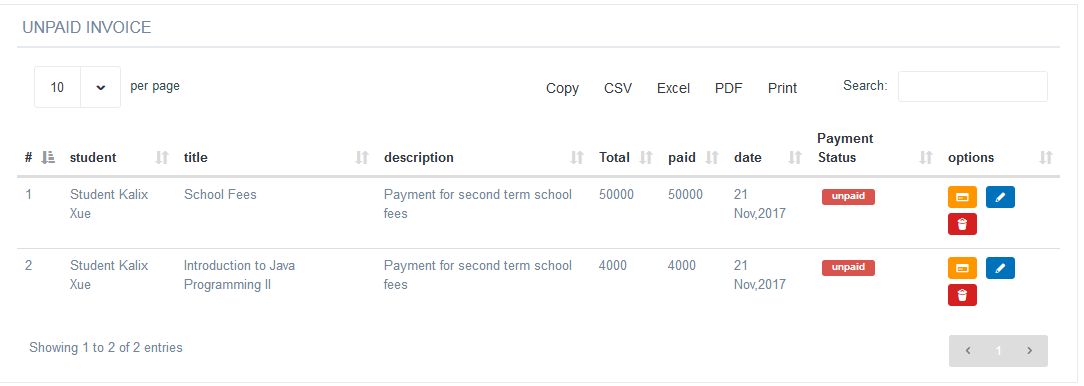 UNPAID INVOICE
10 per page Copy CSV Excel PDF Print Search:
# student title description Total paid date Payment Status options
1 Student Kalix School Fees Payment for second term school 50000 50000 21 unpaid
Xue fees Nov,2017
2 Student Kalix Introduction to Java Payment for second term school 4000 4000 21 unpaid
Xue Programming II fees Nov,2017
Showing 1 to 2 of 2 entries 1